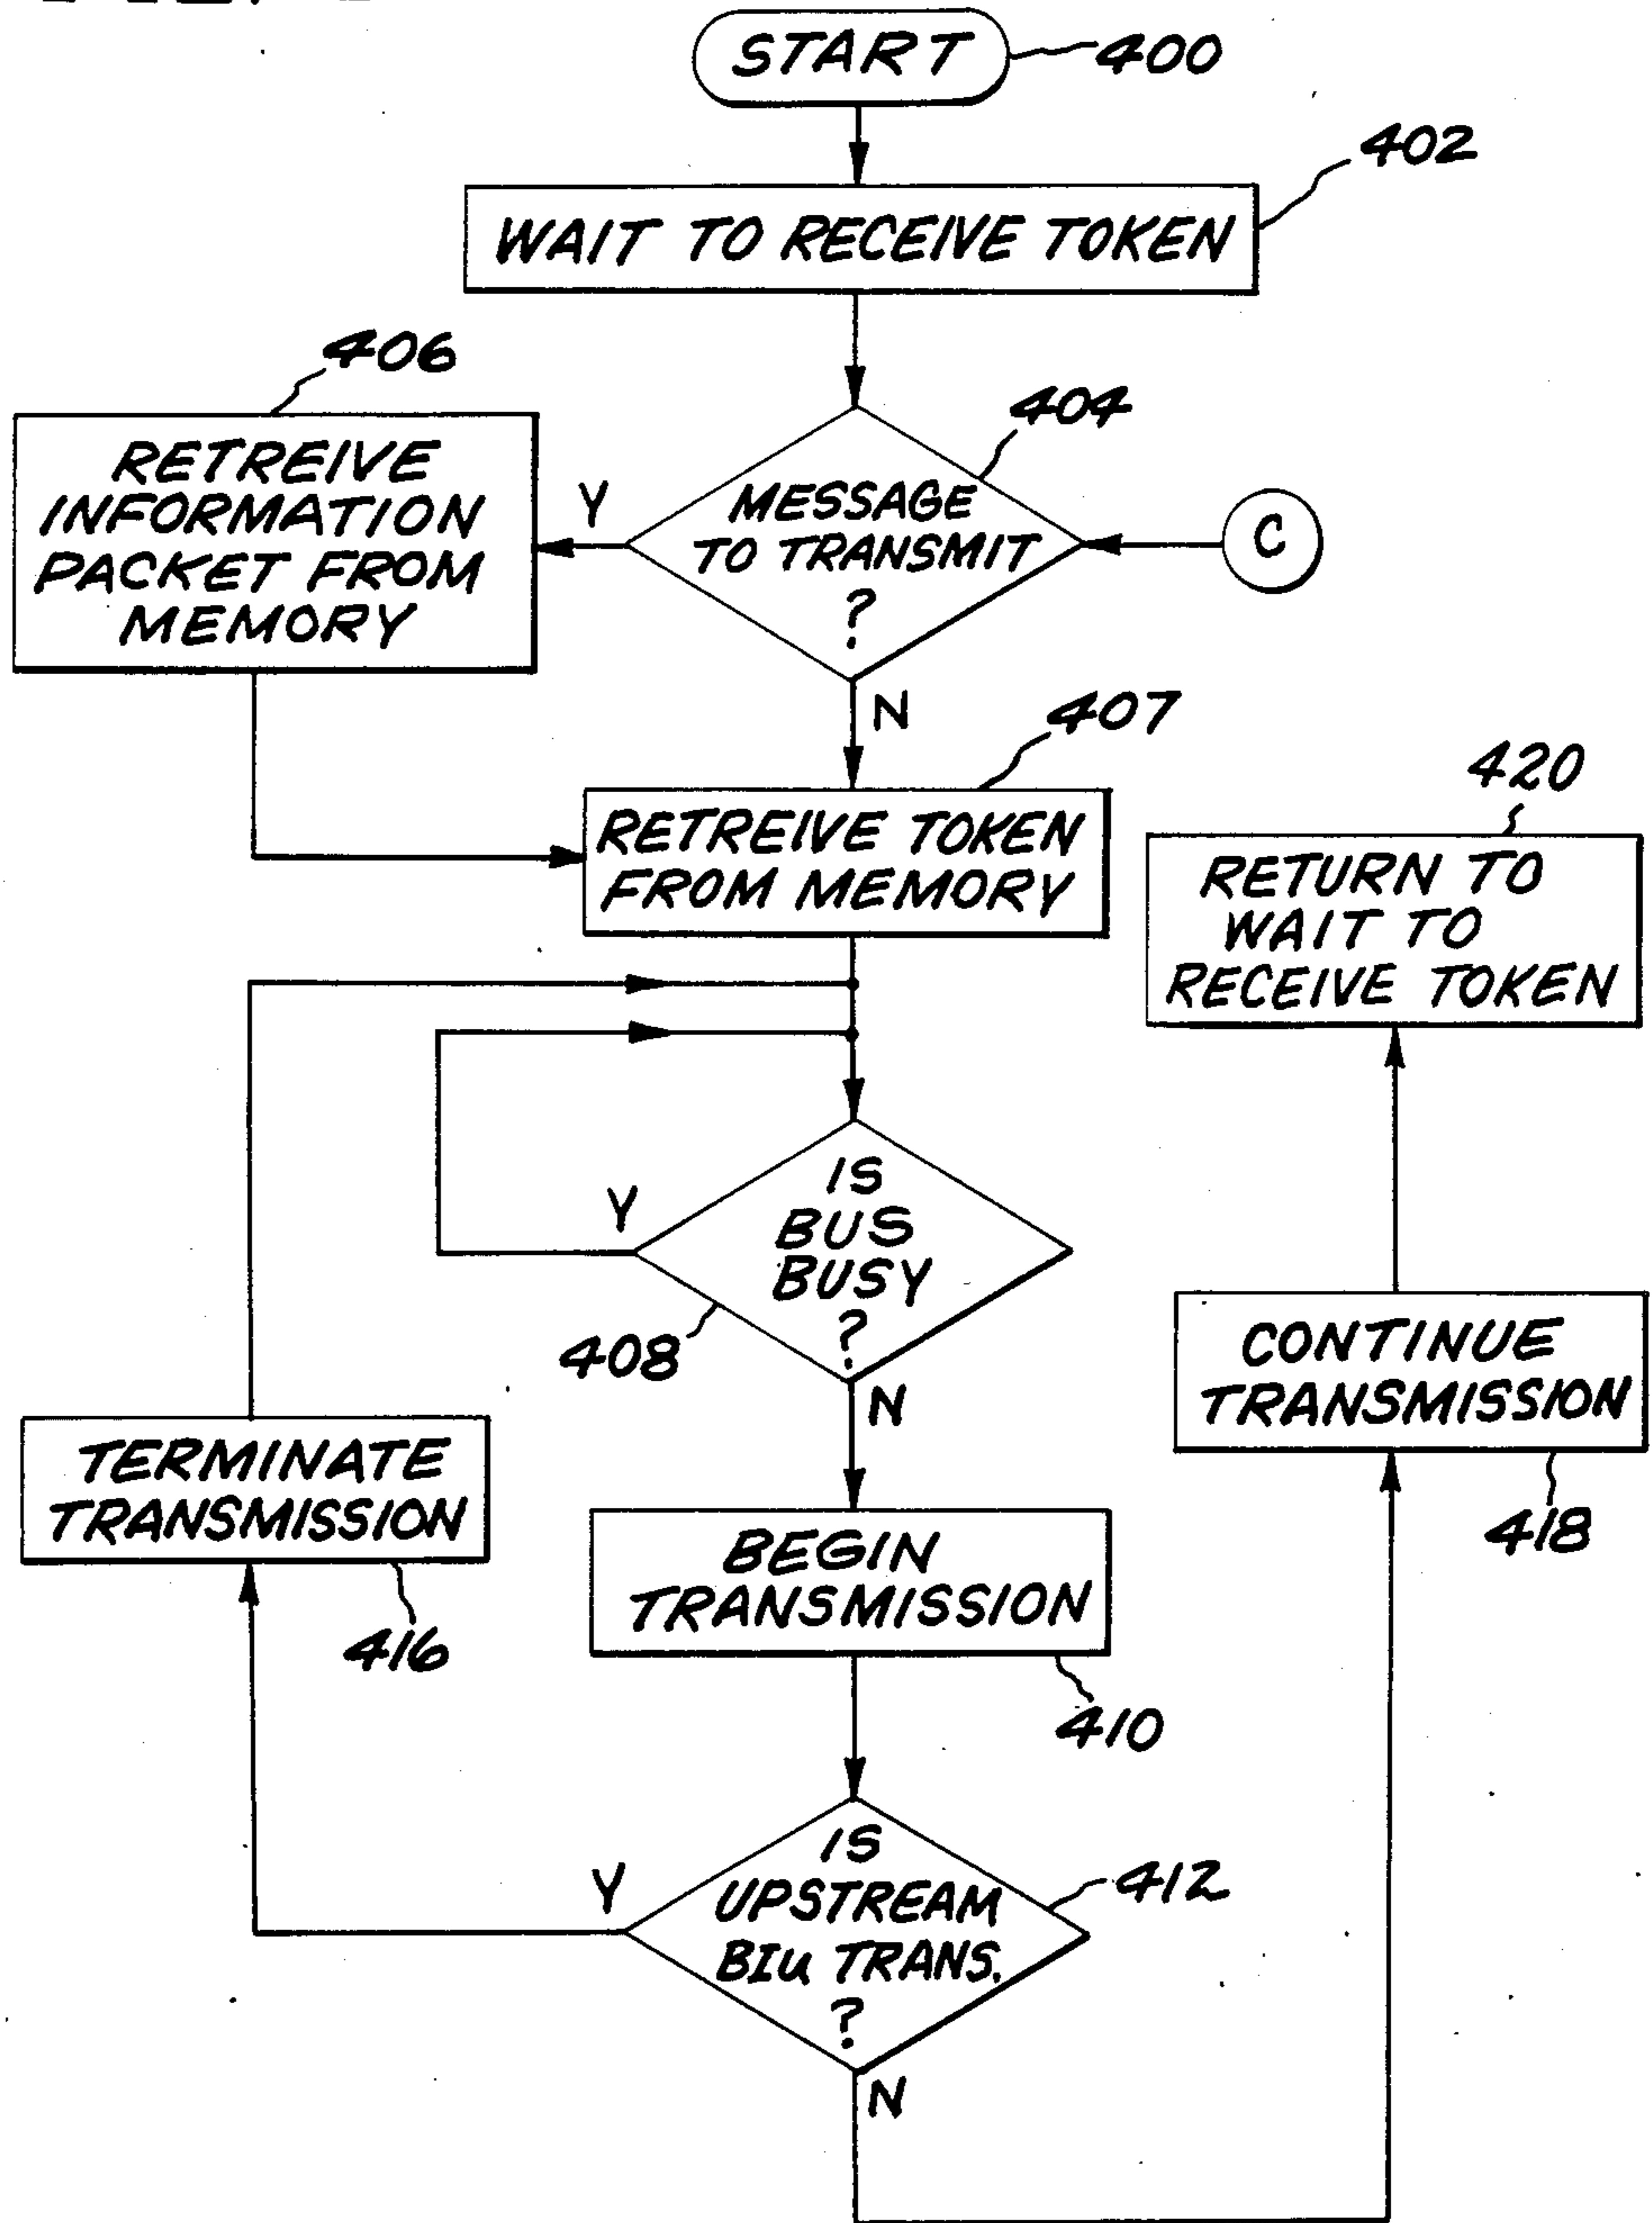 START
400
402
WAIT TO RECEIVE TOKEN
406
404
RETREIVE
INFORMATION
PACKET FROM
MEMORY
Y
MESSAGE
TO TRANSMIT
?
C
N
407
420
RETREIVE TOKEN
FROM MEMORY
RETURN TO
WAIT TO
RECEIVE TOKEN
Y
IS
BUS
BUSY
?
408
N
CONTINUE
TRANSMISSION
418
TERMINATE
TRANSMISSION
416
BEGIN
TRANSMISSION
410
Y
IS
UPSTREAM
BIU TRANS.
?
412
N